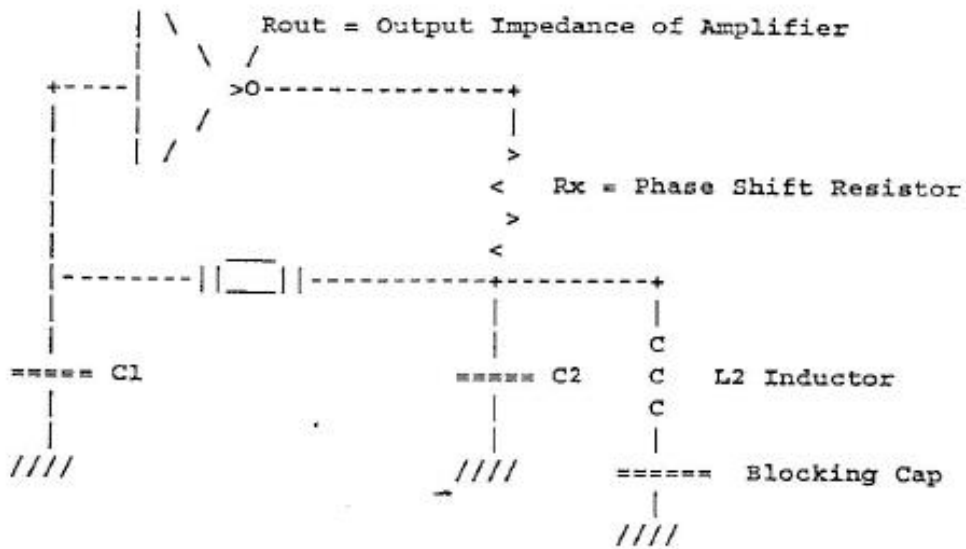 Rout = Output Impedance of Amplifier
Rx = Phase Shift Resistor
C1
C2
L2 Inductor
Blocking Cap